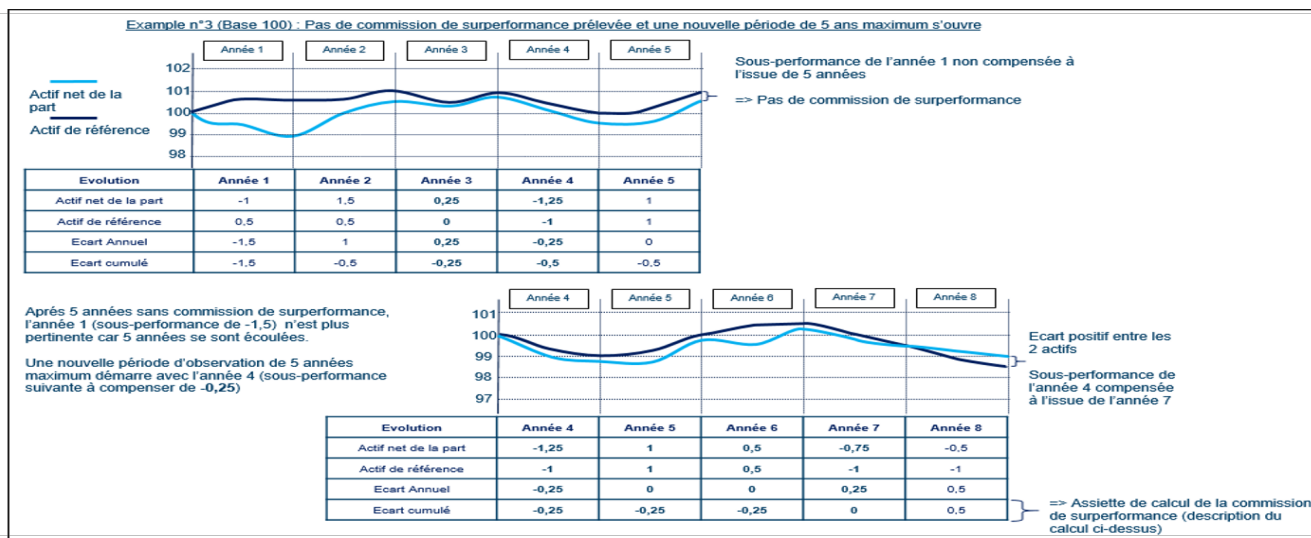 Example n°3 (Base 100) : Pas de commission de surperformance prélevée et une nouvelle période de 5 ans maximum s'ouvre
Année 1 Année 2 Année 3 Année 4 Année 5
102
101
100
99
98
Actif net de la
part
Actif de référence
Sous-performance de l'année 1 non compensée à
l'issue de 5 années
=> Pas de commission de surperformance
Evolution Année 1 Année 2 Année 3 Année 4 Année 5
Actif net de la part -1 1,5 0,25 -1,25 1
Actif de référence 0,5 0,5 0 -1 1
Ecart Annuel -1,5 1 0,25 -0,25 0
Ecart cumulé -1,5 -0,5 -0,25 -0,5 -0,5
Aprés 5 années sans commission de surperformance,
l'année 1 (sous-performance de -1,5) n'est plus
pertinente car 5 années se sont écoulées.
Une nouvelle période d'observation de 5 années
maximum démarre avec l'année 4 (sous-performance
suivante à compenser de -0,25)
Année 4 Année 5 Année 6 Année 7 Année 8
101
100
99
98
97
Ecart positif entre les
2 actifs
Sous-performance de
l'année 4 compensée
à l'issue de l'année 7
Evolution Année 4 Année 5 Année 6 Année 7 Année 8
Actif net de la part -1,25 1 0,5 -0,75 -0,5
Actif de référence -1 1 0,5 -1 -1
Ecart Annuel -0,25 0 0 0,25 0,5
Ecart cumulé -0,25 -0,25 -0,25 0 0,5
=> Assiette de calcul de la commission
de surperformance (description du
calcul ci-dessus)